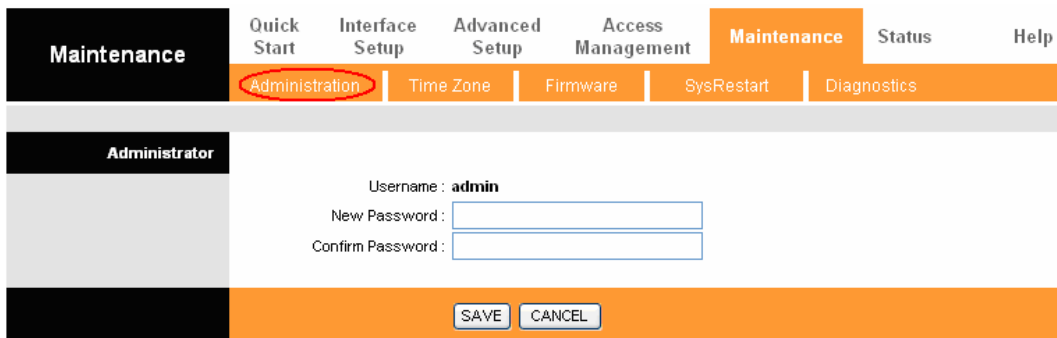 Maintenance
Quick Start
Interface Setup
Advanced Setup
Access Management
Maintenance
Status
Help
Administration
Time Zone
Firmware
SysRestart
Diagnostics
Administrator
Username : admin
New Password :
Confirm Password :
SAVE
CANCEL